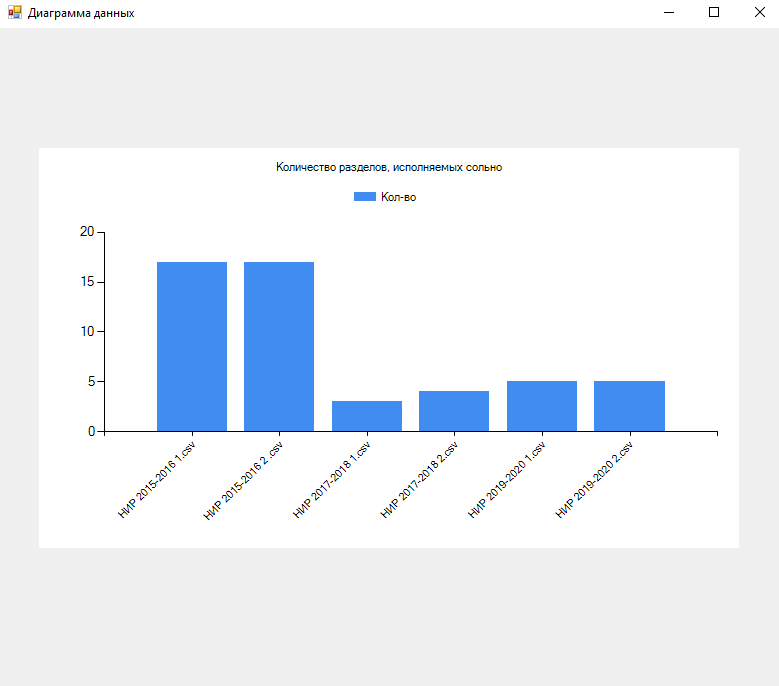 Диаграмма данных
Количество разделов, исполняемых сольно
Кол-во
20
15
10
5
0
НИР 2015-2016 1.csv
НИР 2015-2016 2 .csv
НИР 2017-2018 1.csv
НИР 2017-2018 2.csv
НИР 2019-2020 1.csv
НИР 2019-2020 2.csv